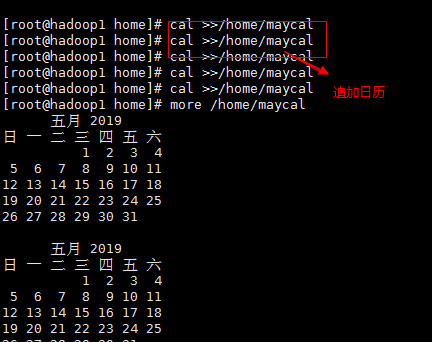 [root@hadoop1 home]# cal >>/home/maycal
[root@hadoop1 home]# cal >>/home/maycal
[root@hadoop1 home]# cal >>/home/maycal
[root@hadoop1 home]# cal >>/home/maycal
[root@hadoop1 home]# cal >>/home/maycal
追加日历
[root@hadoop1 home]# more /home/maycal
五月 2019
日 一 二 三 四 五 六
1 2 3 4
5 6 7 8 9 10 11
12 13 14 15 16 17 18
19 20 21 22 23 24 25
26 27 28 29 30 31
五月 2019
日 一 二 三 四 五 六
1 2 3 4
5 6 7 8 9 10 11
12 13 14 15 16 17 18
19 20 21 22 23 24 25
26 27 28 29 30 31